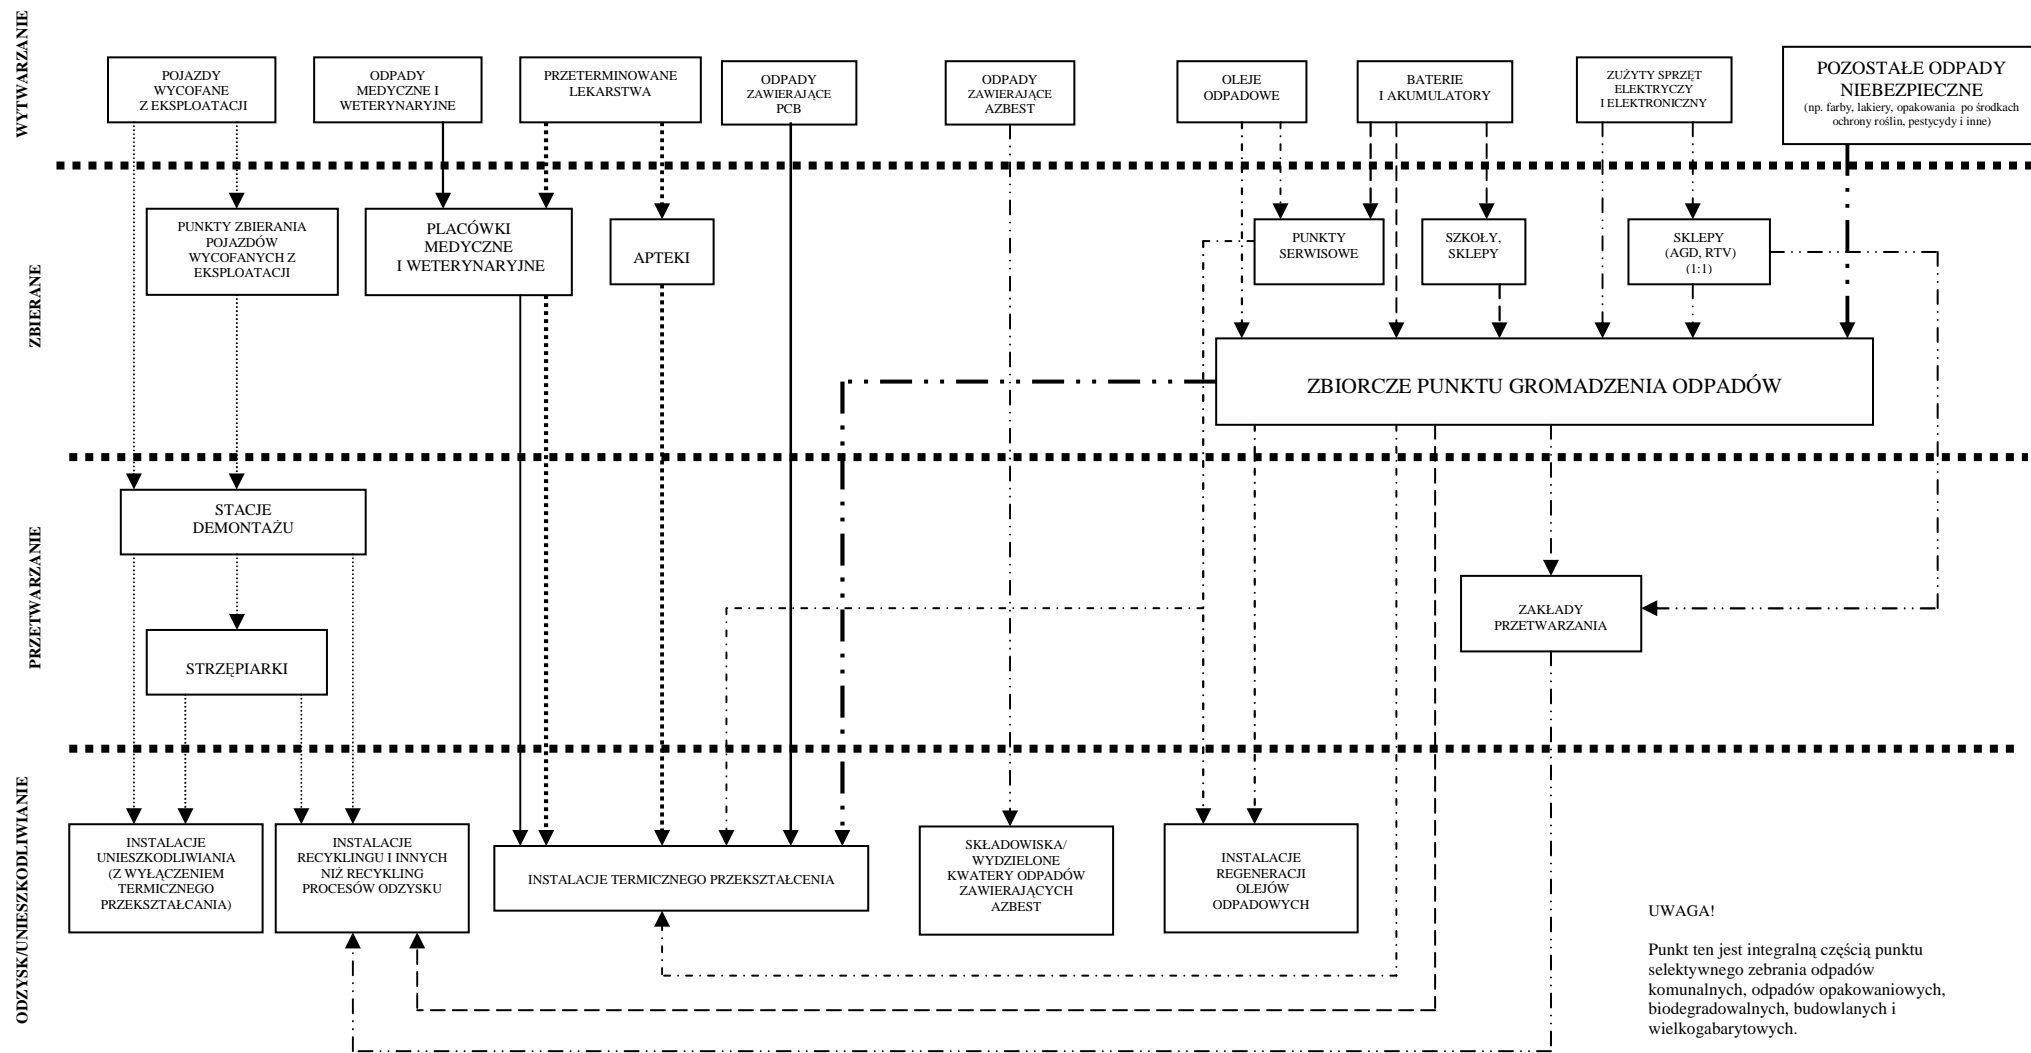 WYTWARZANIE
POJAZDY
WYCOFANE
Z EKSPLOATACJI
ODPADY
MEDYCZNE I
WETERYNARYJNE
PRZETERMINOWANE
LEKARSTWA
ODPADY
ZAWIERAJĄCE
PCB
ODPADY
ZAWIERAJĄCE
AZBEST
OLEJE
ODPADOWE
BATERIE
I AKUMULATORY
ZUŻYTY SPRZĘT
ELEKTRYCZY
I ELEKTRONICZNY
POZOSTAŁE ODPADY
NIEBEZPIECZNE
(np. farby, lakiery, opakowania po środkach
ochrony roślin, pestycydy i inne)
ZBIERANE
PUNKTY ZBIERANIA
POJAZDÓW
WYCOFANYCH Z
EKSPLOATACJI
PLACÓWKI
MEDYCZNE
I WETERYNARYJNE
APTEKI
PUNKTY
SERWISOWE
SZKOŁY,
SKLEPY
SKLEPY
(AGD, RTV)
(1:1)
ZBIORCZE PUNKTU GROMADZENIA ODPADÓW
PRZETWARZANIE
STACJE
DEMONTAŻU
ZAKŁADY
PRZETWARZANIA
STRZĘPIARKI
ODZYSK/UNIESZKODLIWIANIE
INSTALACJE
UNIESZKODLIWIANIA
(Z WYŁĄCZENIEM
TERMICZNEGO
PRZEKSZTAŁCANIA)
INSTALACJE
RECYKLINGU I INNYCH
NIŻ RECYKLING
PROCESÓW ODZYSKU
INSTALACJE TERMICZNEGO PRZEKSZTAŁCENIA
SKŁADOWISKA/
WYDZIELONE
KWATERY ODPADÓW
ZAWIERAJĄCYCH
AZBEST
INSTALACJE
REGENERACJI
OLEJÓW
ODPADOWYCH
UWAGA!
Punkt ten jest integralną częścią punktu
selektywnego zebrania odpadów
komunalnych, odpadów opakowaniowych,
biodegradowalnych, budowlanych i
wielkogabarytowych.